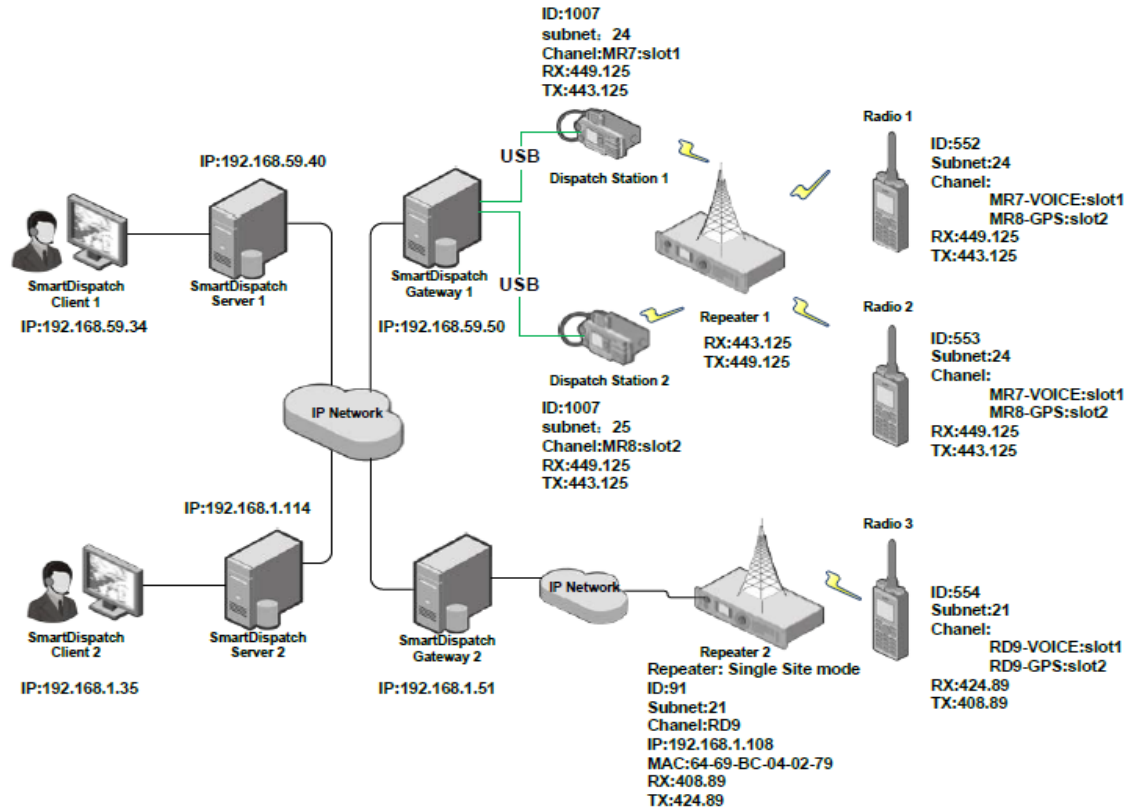 ID:1007
subnet: 24
Chanel:MR7:slot1
RX:449.125
TX:443.125
USB
Dispatch Station 1
Radio 1
ID:552
Subnet:24
Chanel:
MR7-VOICE:slot1
MR8-GPS:slot2
RX:449.125
TX:443.125
IP:192.168.59.40
SmartDispatch
Client 1
IP:192.168.59.34
SmartDispatch
Server 1
SmartDispatch
Gateway 1
IP:192.168.59.50
USB
Repeater 1
RX:443.125
TX:449.125
Radio 2
ID:553
Subnet:24
Chanel:
MR7-VOICE:slot1
MR8-GPS:slot2
RX:449.125
TX:443.125
Dispatch Station 2
ID:1007
subnet: 25
Chanel:MR8:slot2
RX:449.125
TX:443.125
IP Network
IP:192.168.1.114
SmartDispatch
Client 2
IP:192.168.1.35
SmartDispatch
Server 2
SmartDispatch
Gateway 2
IP:192.168.1.51
IP Network
Repeater 2
Repeater: Single Site mode
ID:91
Subnet:21
Chanel:RD9
IP:192.168.1.108
MAC:64-69-BC-04-02-79
RX:408.89
TX:424.89
Radio 3
ID:554
Subnet:21
Chanel:
RD9-VOICE:slot1
RD9-GPS:slot2
RX:424.89
TX:408.89